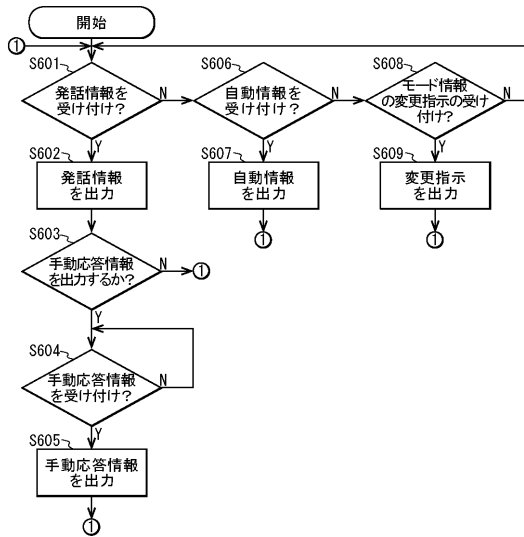 開始
①
S601
発話情報を
受け付け?
N
S606
自動情報を
受け付け?
N
S608
モード情報
の変更指示の受け
付け?
N
Y
S602
発話情報
を出力
Y
S607
自動情報
を出力
①
Y
S609
変更指示
を出力
①
S603
手動応答情報
を出力するか?
N
①
Y
S604
手動応答情報
を受け付け?
N
Y
S605
手動応答情報
を出力
①